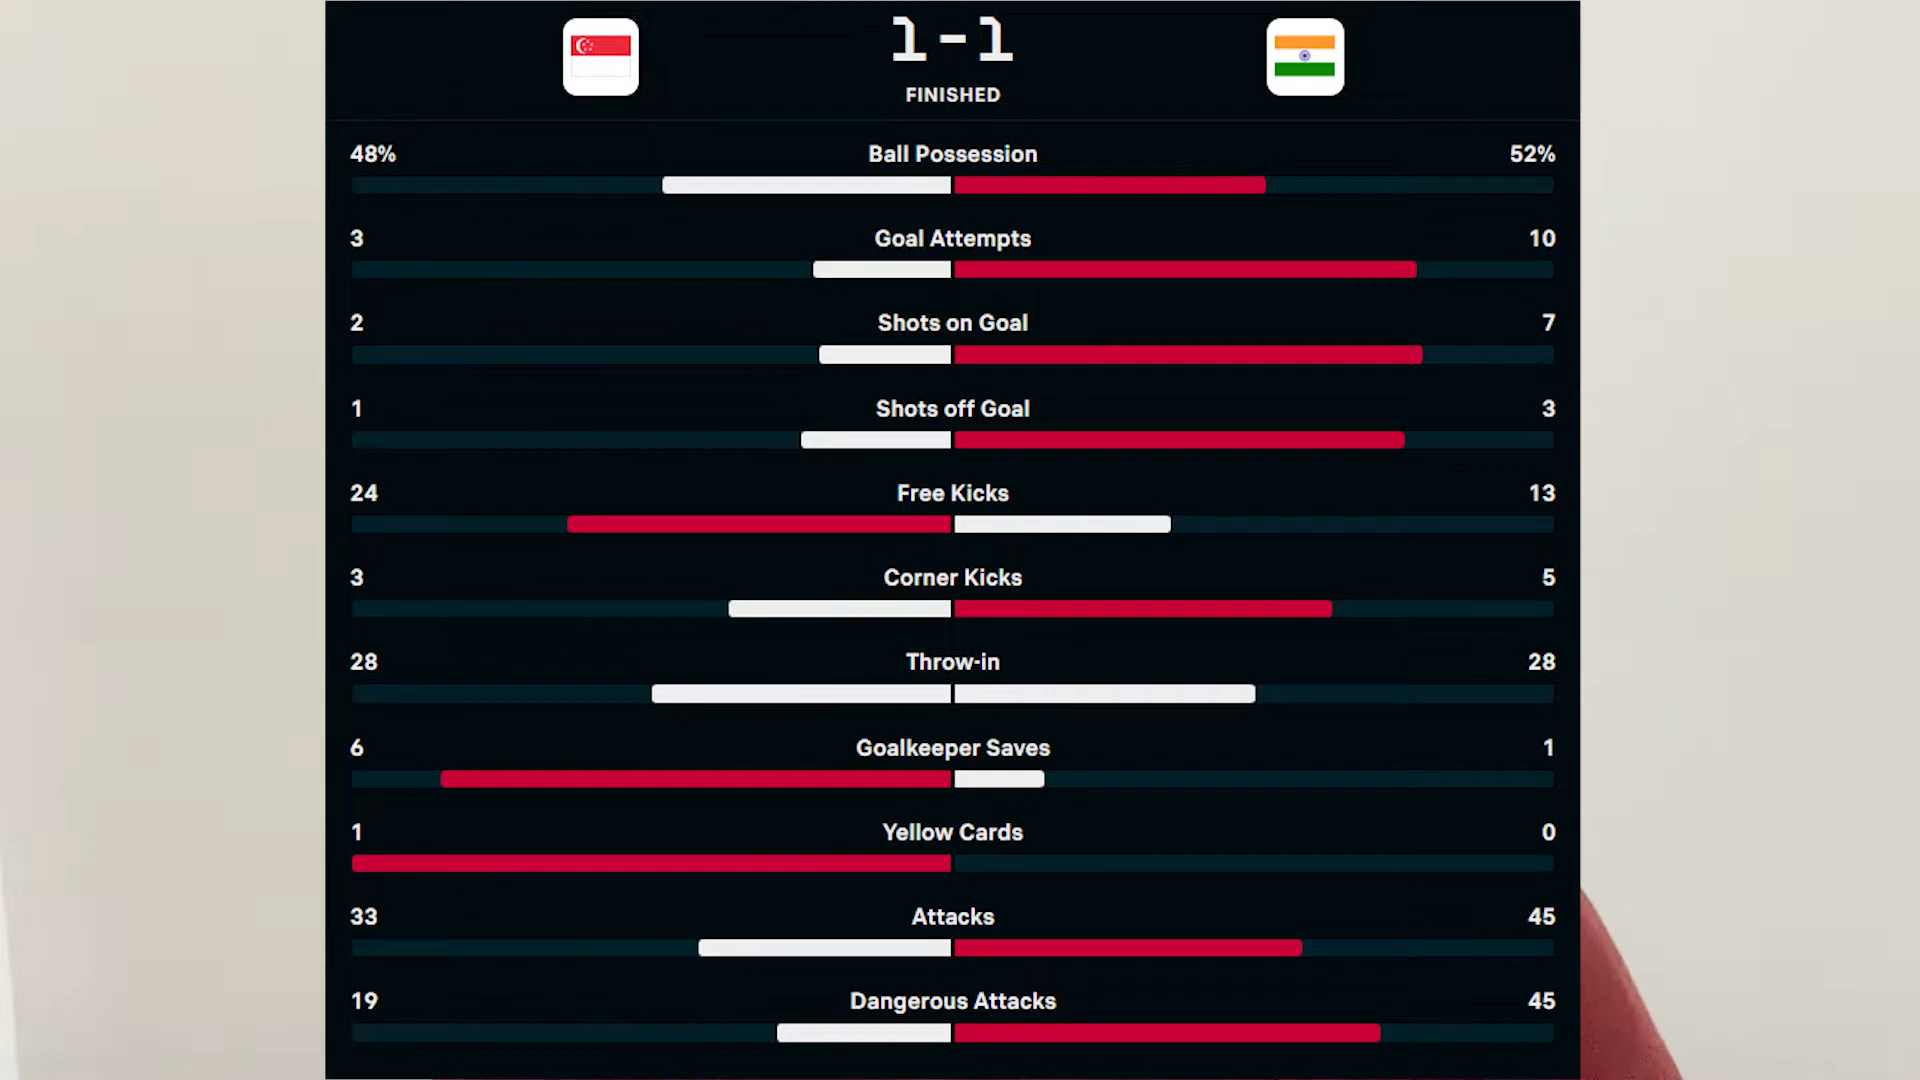 1-1
FINISHED
48% Ball Possession 52%
3 Goal Attempts 10
2 Shots on Goal 7
1 Shots off Goal 3
24 Free Kicks 13
3 Corner Kicks 5
28 Throw-in 28
6 Goalkeeper Saves 1
1 Yellow Cards 0
33 Attacks 45
19 Dangerous Attacks 45